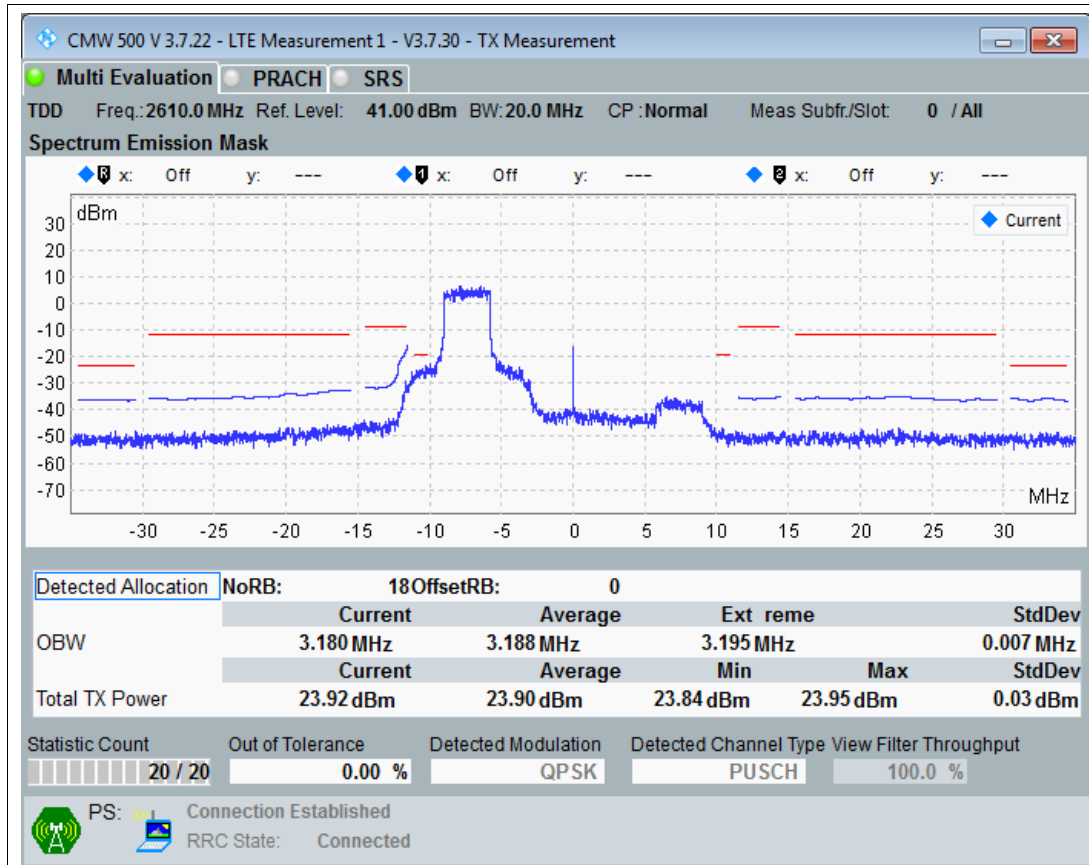 CMW 500 V 3.7.22 - LTE Measurement 1 - V3.7.30 - TX Measurement
Multi Evaluation PRACH SRS
TDD Freq.: 2610.0 MHz Ref. Level: 41.00 dBm BW: 20.0 MHz CP : Normal Meas Subfr./Slot: 0 / All
Spectrum Emission Mask
R x: Off y: --- 1 x: Off y: --- 2 x: Off y: ---
dBm
Current
30
20
10
0
-10
-20
-30
-40
-50
-60
-70
MHz
-30 -25 -20 -15 -10 -5 0 5 10 15 20 25 30
Detected Allocation NoRB: 18 OffsetRB: 0
Current Average Ext reme StdDev
OBW 3.180 MHz 3.188 MHz 3.195 MHz 0.007 MHz
Current Average Min Max StdDev
Total TX Power 23.92 dBm 23.90 dBm 23.84 dBm 23.95 dBm 0.03 dBm
Statistic Count Out of Tolerance Detected Modulation Detected Channel Type View Filter Throughput
20 / 20 0.00 % QPSK PUSCH 100.0 %
PS: Connection Established
RRC State: Connected